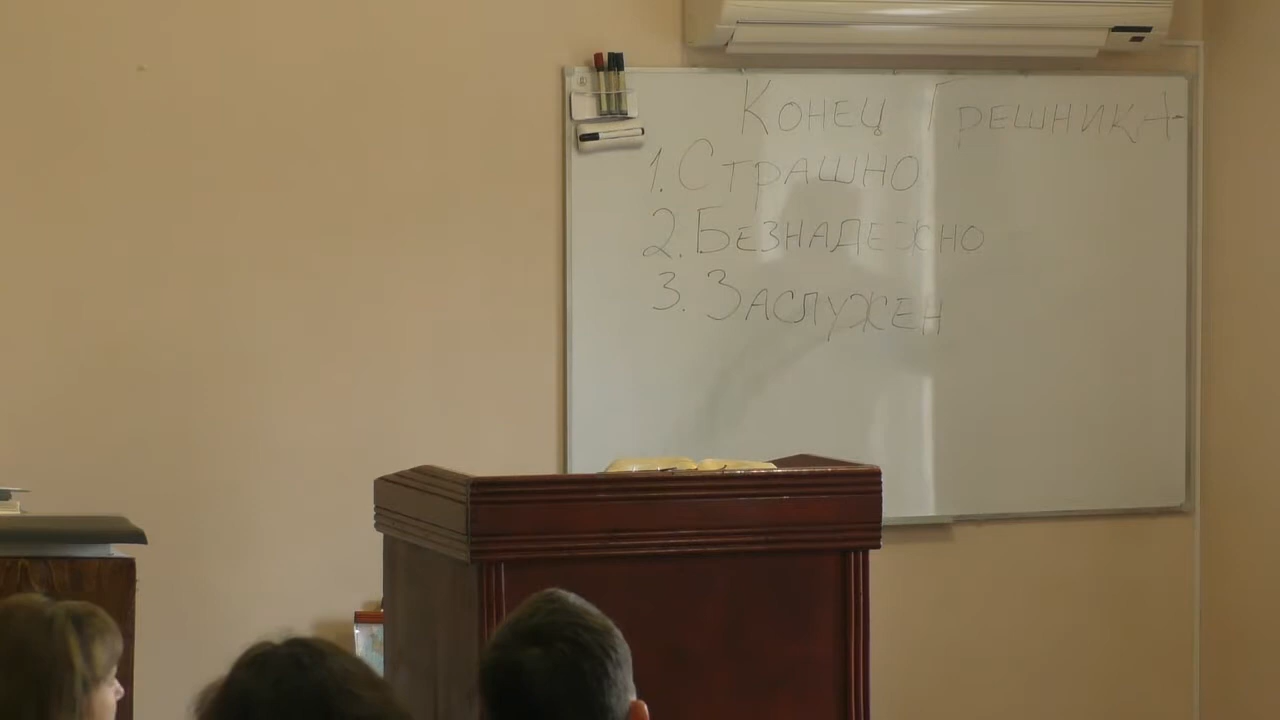 Конец Грешника
1. Страшно
2. Безнадежно
3. Заслужен